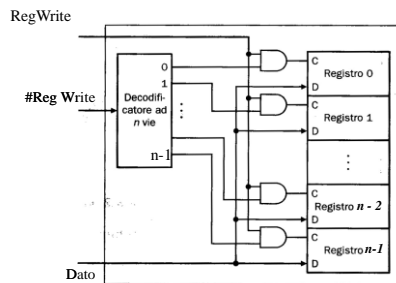 RegWrite
0
C
Registro 0
1
D
#Reg Write
Decodifi-
catore ad
n vie
C
Registro 1
D
n-1
C
Registro n - 2
D
C
Registro n-1
D
Dato